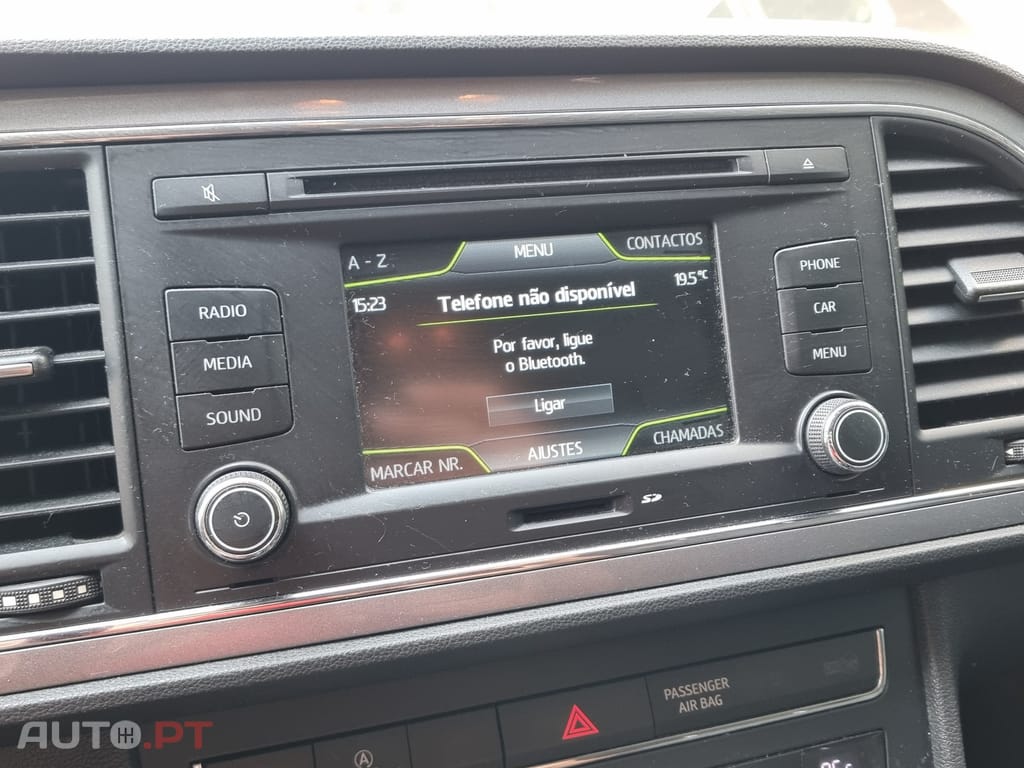 A - Z
MENU
CONTACTOS
15:23
Telefone não disponível
19.5°C
Por favor, ligue
o Bluetooth.
Ligar
MARCAR NR.
AJUSTES
CHAMADAS
RADIO
MEDIA
SOUND
PHONE
CAR
MENU
SD
PASSENGER
AIR BAG
A
AUTO.PT